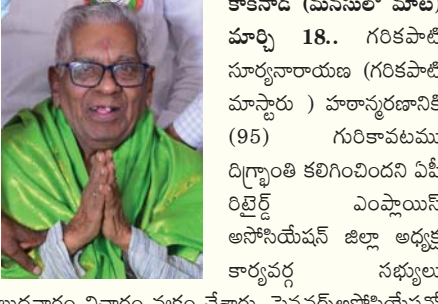 కాకినాడ (మనసులో మాట)
మార్చి 18.. గరికపాటి
సూర్యనారాయణ (గరికపాటి
మాస్టారు ) హఠాన్మరణానికి
(95) గురికావటము
దిగ్భ్రాంతి కలిగించిందని ఏపీ
రిటైర్డ్ ఎంప్లాయిస్
అసోసియేషన్ జిల్లా అధ్యక్ష
కార్యవర్గ సభ్యులు